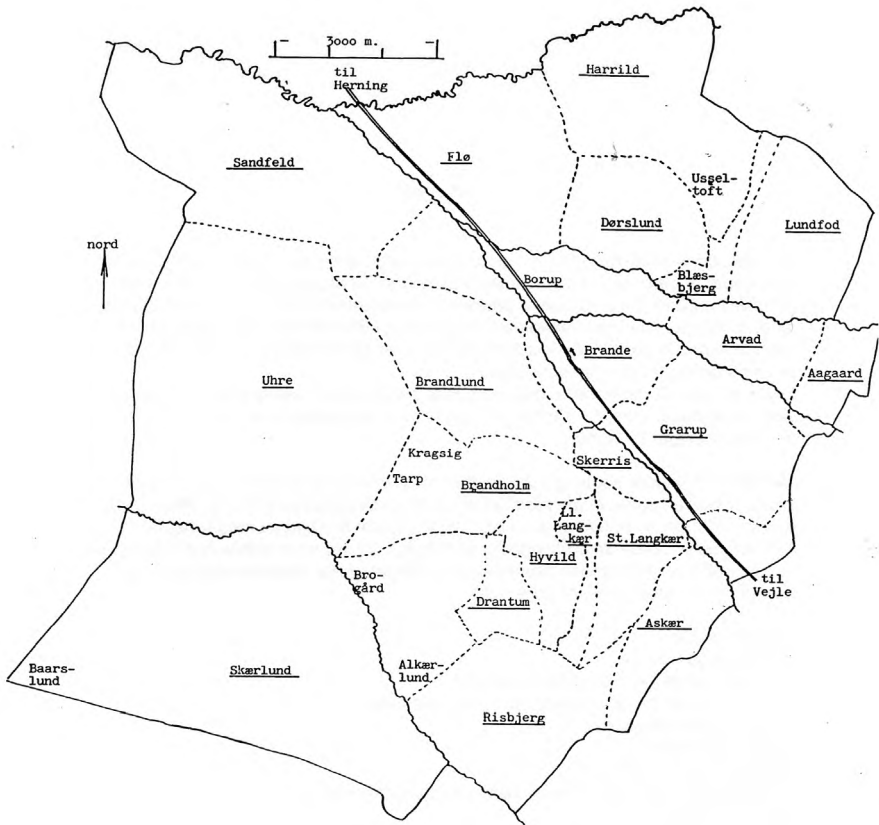 3000 m.
til
Herning
Harrild
Flø
Sandfeld
Ussel-
toft
Dørslund
Lundfod
nord
Blæs-
bjerg
Borup
Arvad
Brande
Aagaard
Uhre
Brandlund
Grarup
Kragsig
Skerris
Tarp
Brandholm
Ll.
Lang-
kær
St.Langkær
Hyvild
Bro-
gård
til
Vejle
Drantum
Askær
Baars-
lund
Skærlund
Alkær-
lund
Risbjerg